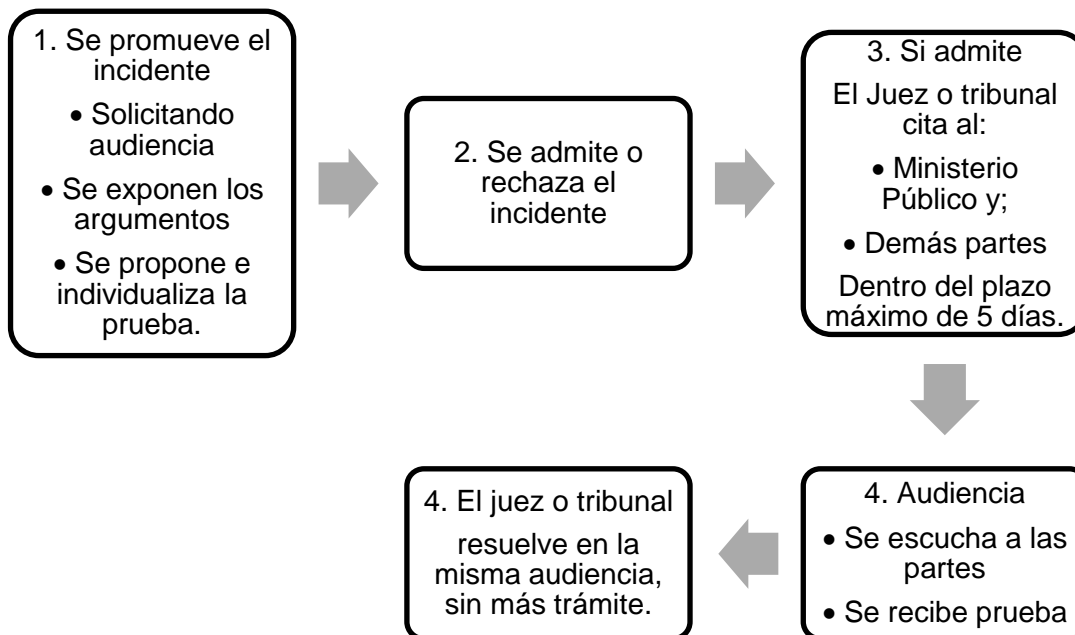 1. Se promueve el
incidente
• Solicitando
audiencia
• Se exponen los
argumentos
• Se propone e
individualiza la
prueba.
2. Se admite o
rechaza el
incidente
3. Si admite
El Juez o tribunal
cita al:
• Ministerio
Público y;
• Demás partes
Dentro del plazo
máximo de 5 días.
4. Audiencia
• Se escucha a las
partes
• Se recibe prueba
4. El juez o tribunal
resuelve en la
misma audiencia,
sin más trámite.